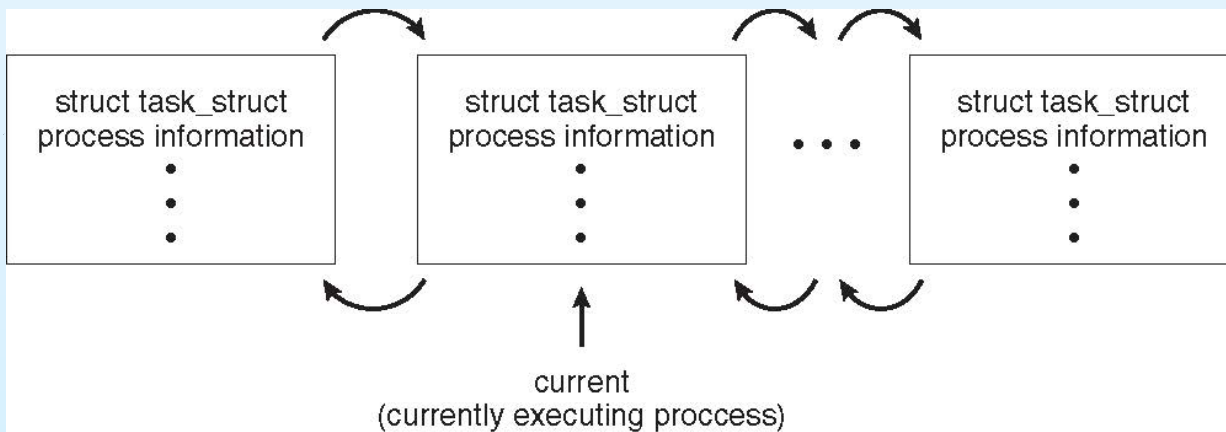 struct task_struct
process information
struct task_struct
process information
struct task_struct
process information
current
(currently executing proccess)